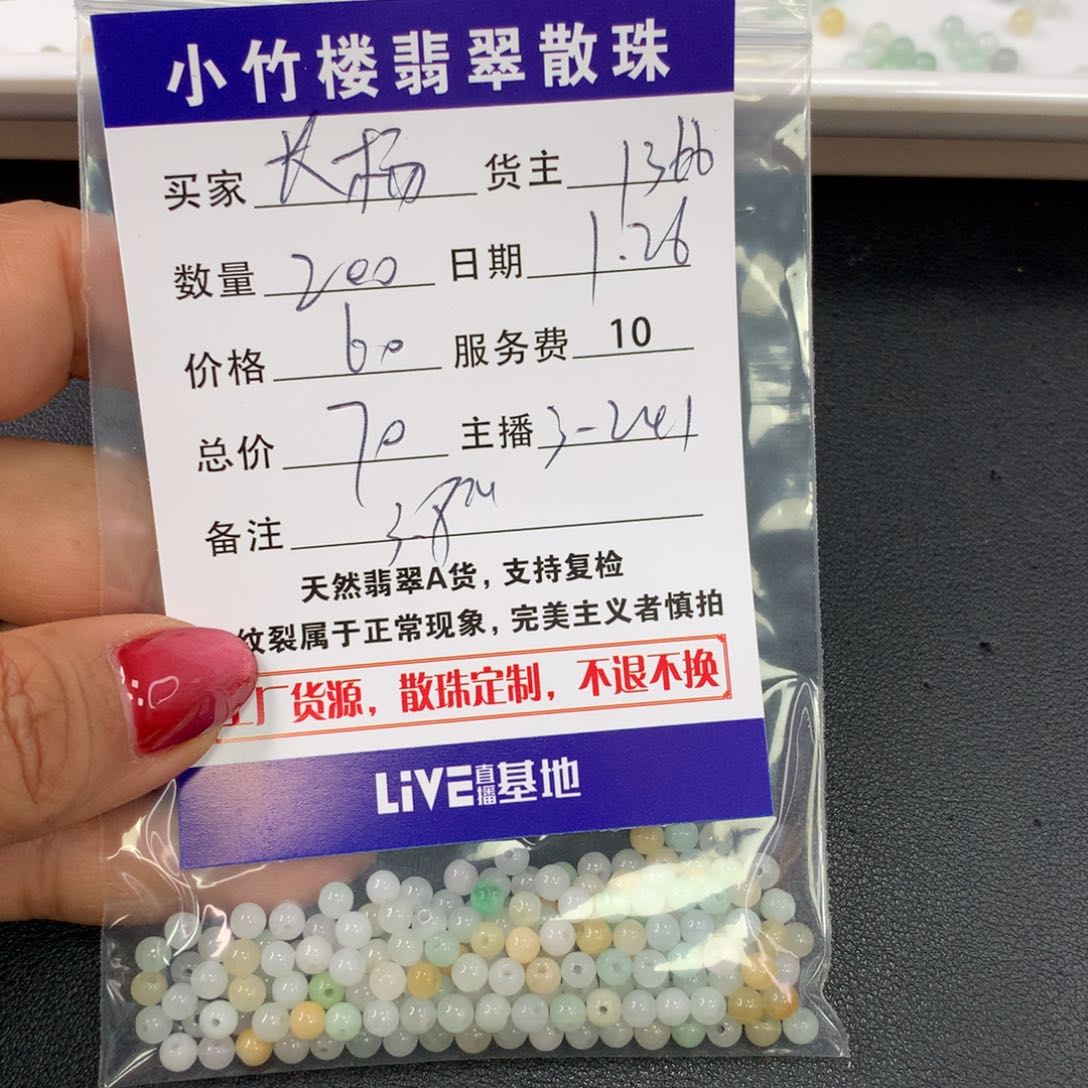 小竹楼翡翠散珠
买家 长杨 货主 1366
数量 200 日期 1.26
价格 60 服务费 10
总价 70 主播 3-241
备注 3.8m
天然翡翠A货，支持复检
纹裂属于正常现象，完美主义者慎拍
厂货源，散珠定制，不退不换
LiVE直播基地